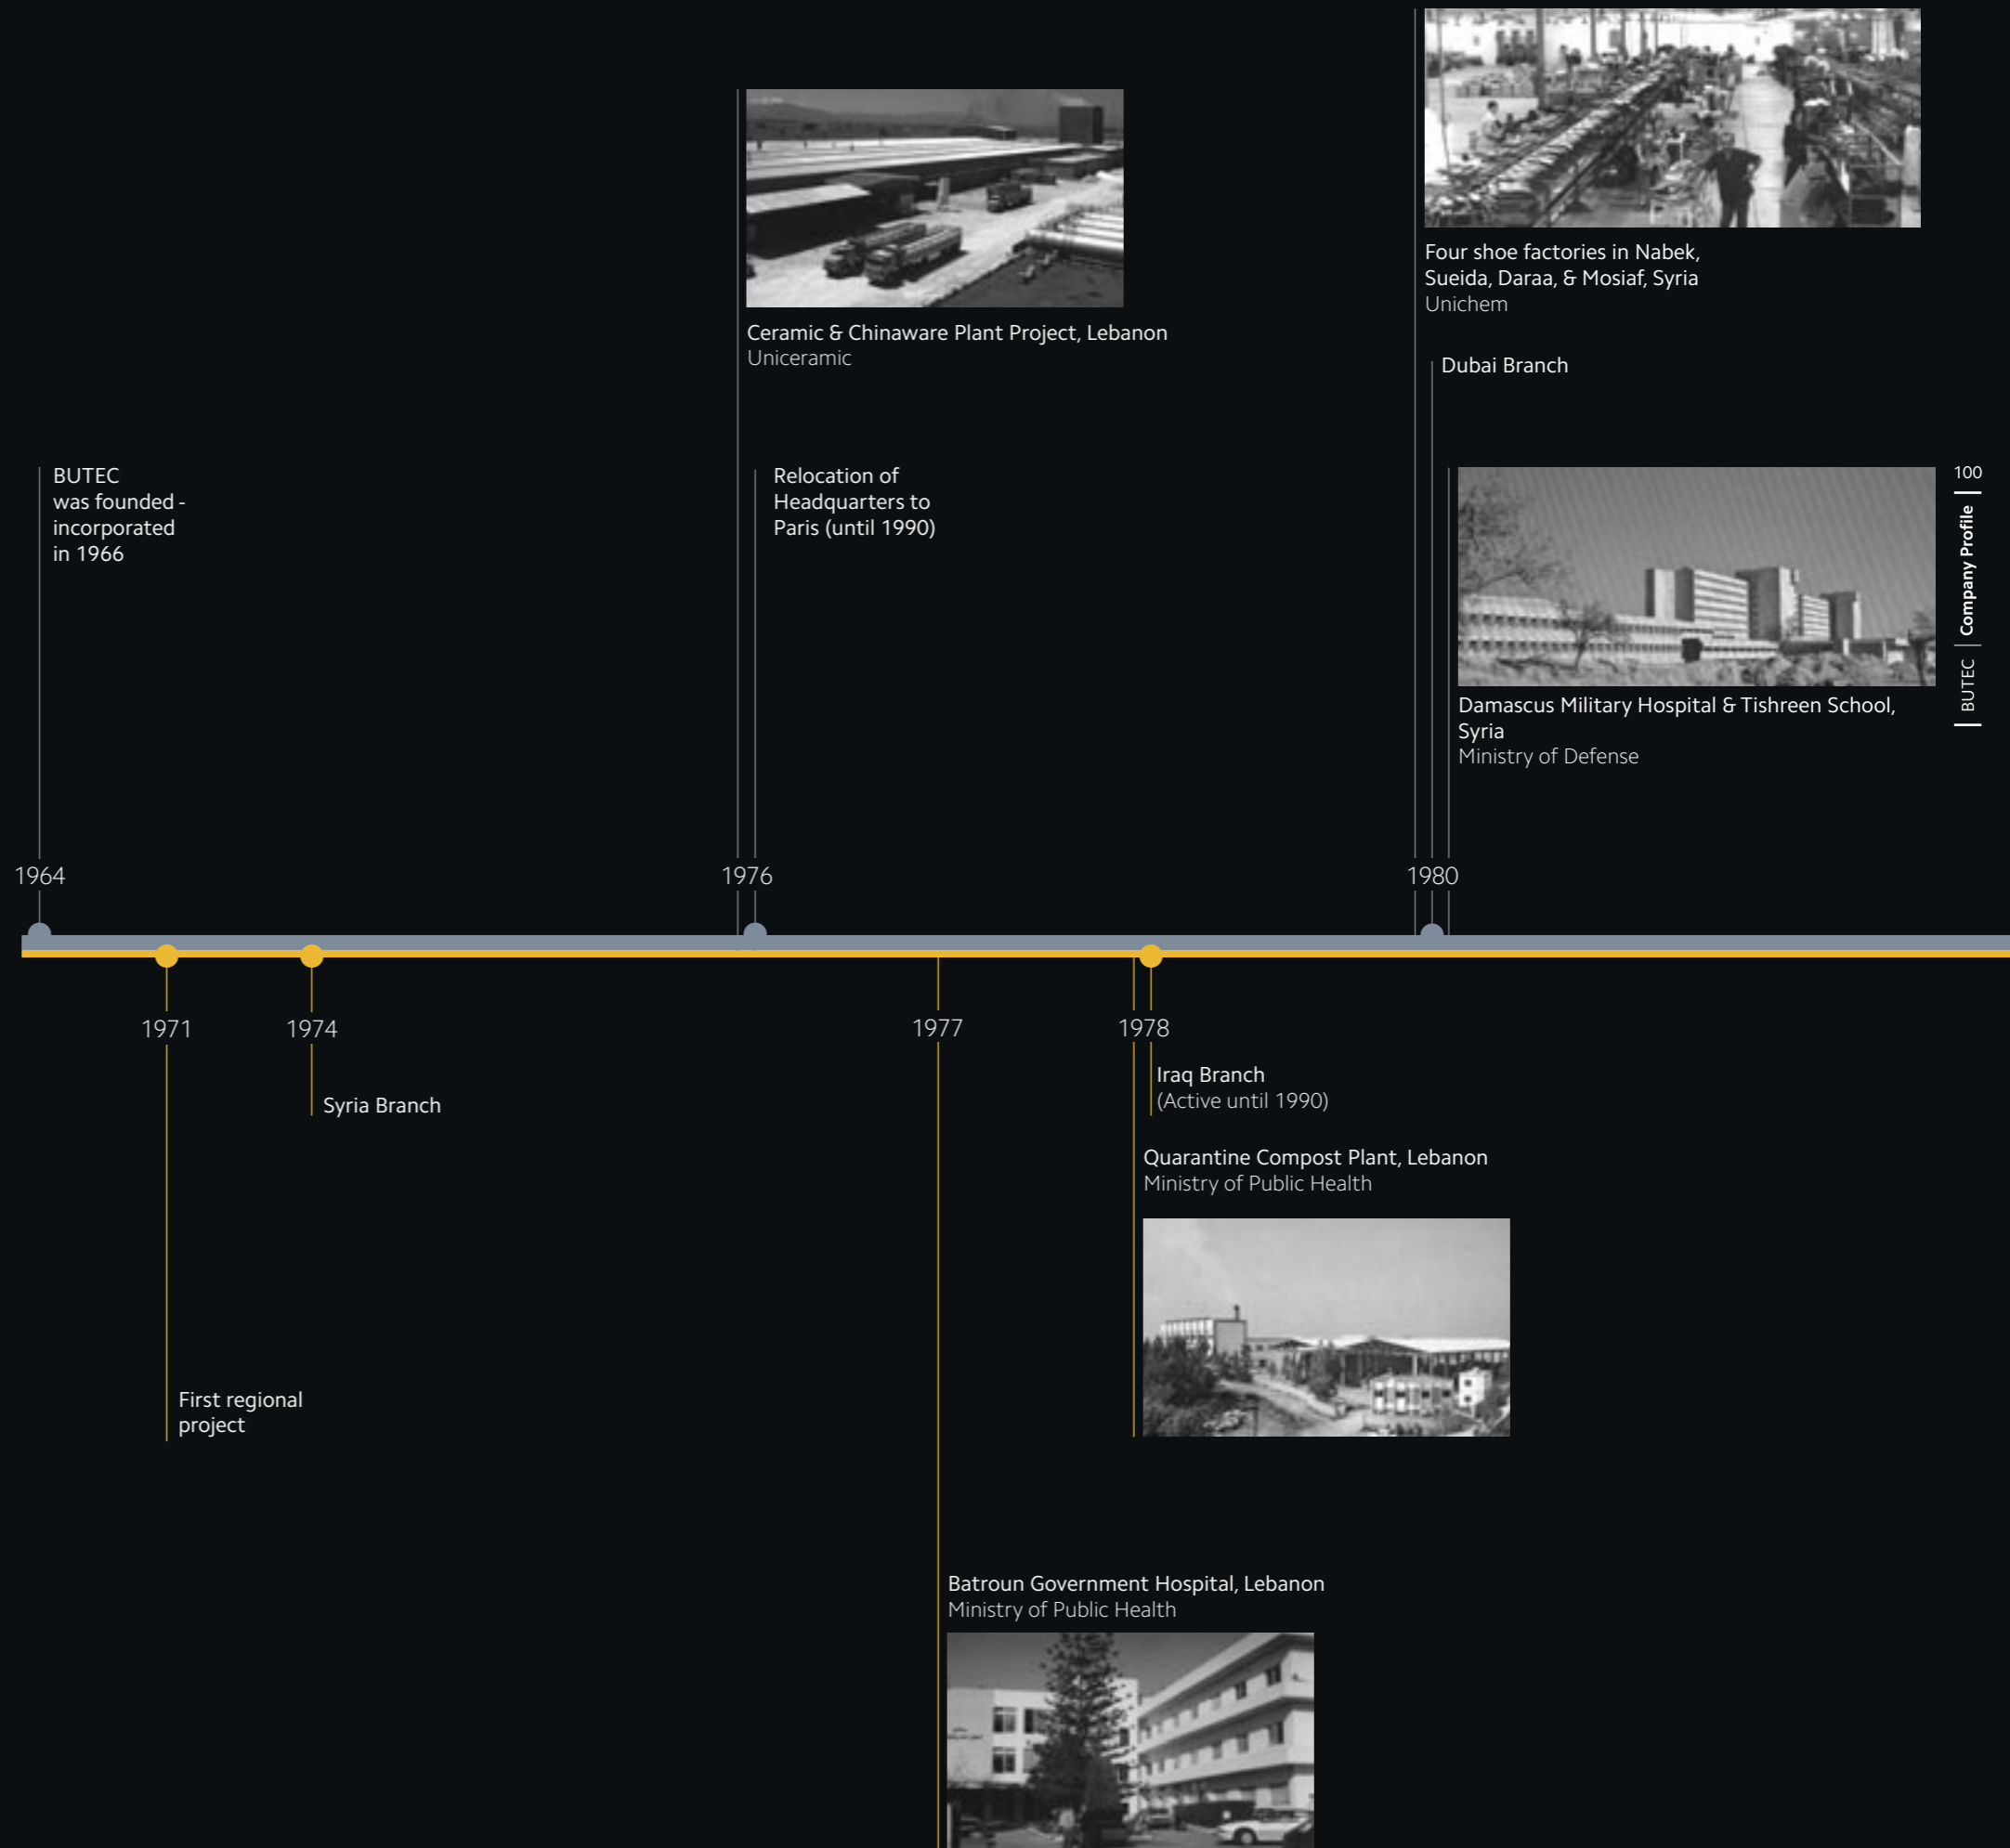 Four shoe factories in Nabek,
Sueida, Daraa, & Mosiaf, Syria
Unichem
Ceramic & Chinaware Plant Project, Lebanon
Uniceramic
Dubai Branch
BUTEC
was founded -
incorporated
in 1966
Relocation of
Headquarters to
Paris (until 1990)
100
Company Profile
BUTEC
Damascus Military Hospital & Tishreen School,
Syria
Ministry of Defense
1964
1976
1980
1971
1974
1977
1978
Iraq Branch
(Active until 1990)
Syria Branch
Quarantine Compost Plant, Lebanon
Ministry of Public Health
First regional
project
Batroun Government Hospital, Lebanon
Ministry of Public Health